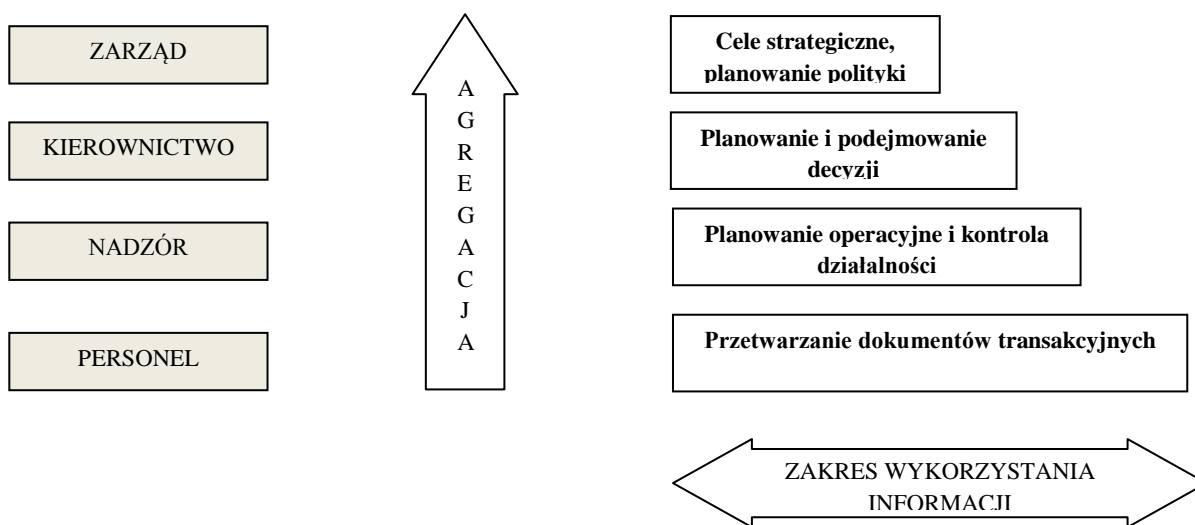 ZARZĄD
KIEROWNICTWO
NADZÓR
PERSONEL
A
G
R
E
G
A
C
J
A
Cele strategiczne,
planowanie polityki
Planowanie i podejmowanie
decyzji
Planowanie operacyjne i kontrola
działalności
Przetwarzanie dokumentów transakcyjnych
ZAKRES WYKORZYSTANIA
INFORMACJI